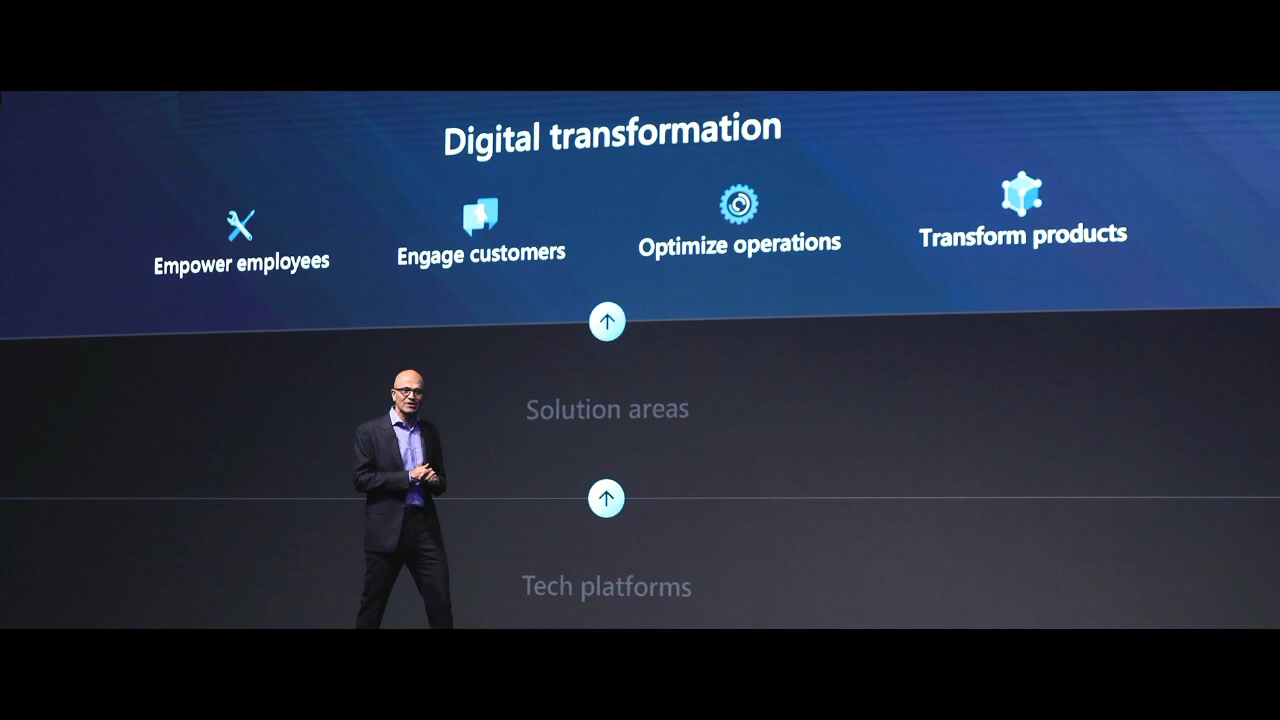 Digital transformation
Empower employees
Engage customers
Optimize operations
Transform products
Solution areas
Tech platforms